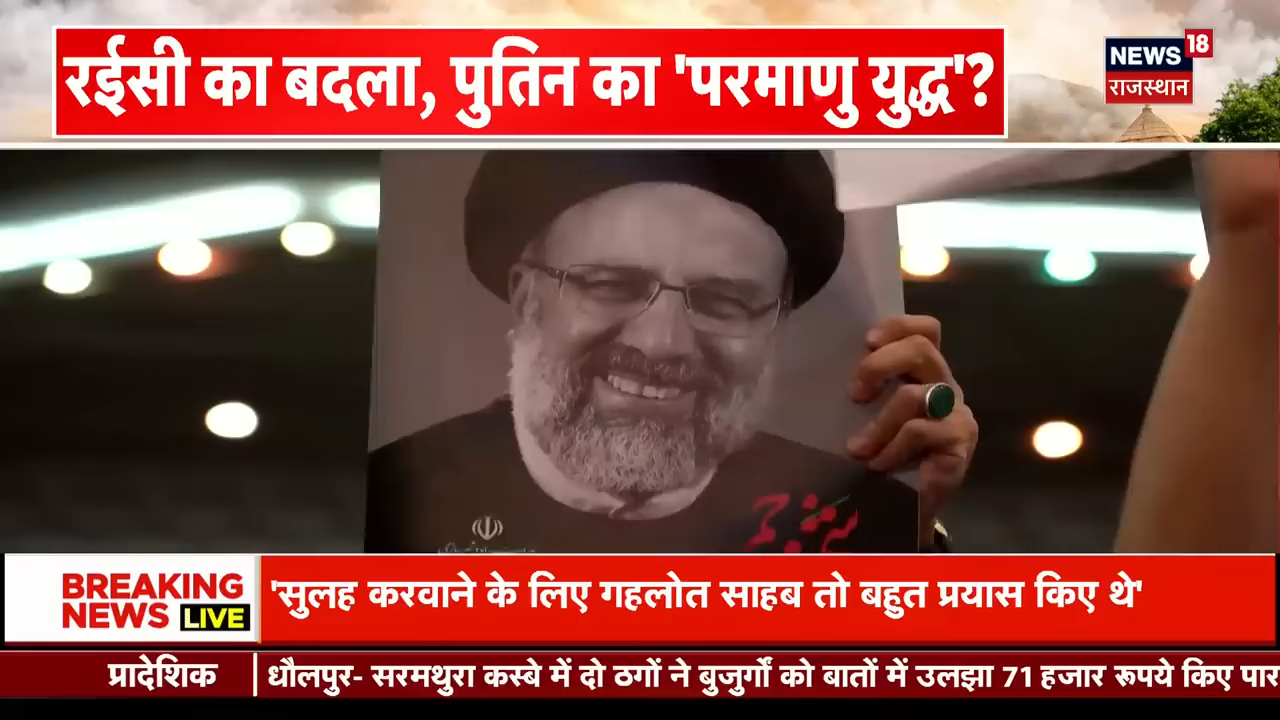 रईसी का बदला, पुतिन का 'परमाणु युद्ध'?
NEWS 18
राजस्थान
BREAKING
NEWS LIVE
'सुलह करवाने के लिए गहलोत साहब तो बहुत प्रयास किए थे'
प्रादेशिक
धौलपुर- सरमथुरा कस्बे में दो ठगों ने बुजुर्गों को बातों में उलझा 71 हजार रूपये किए पार